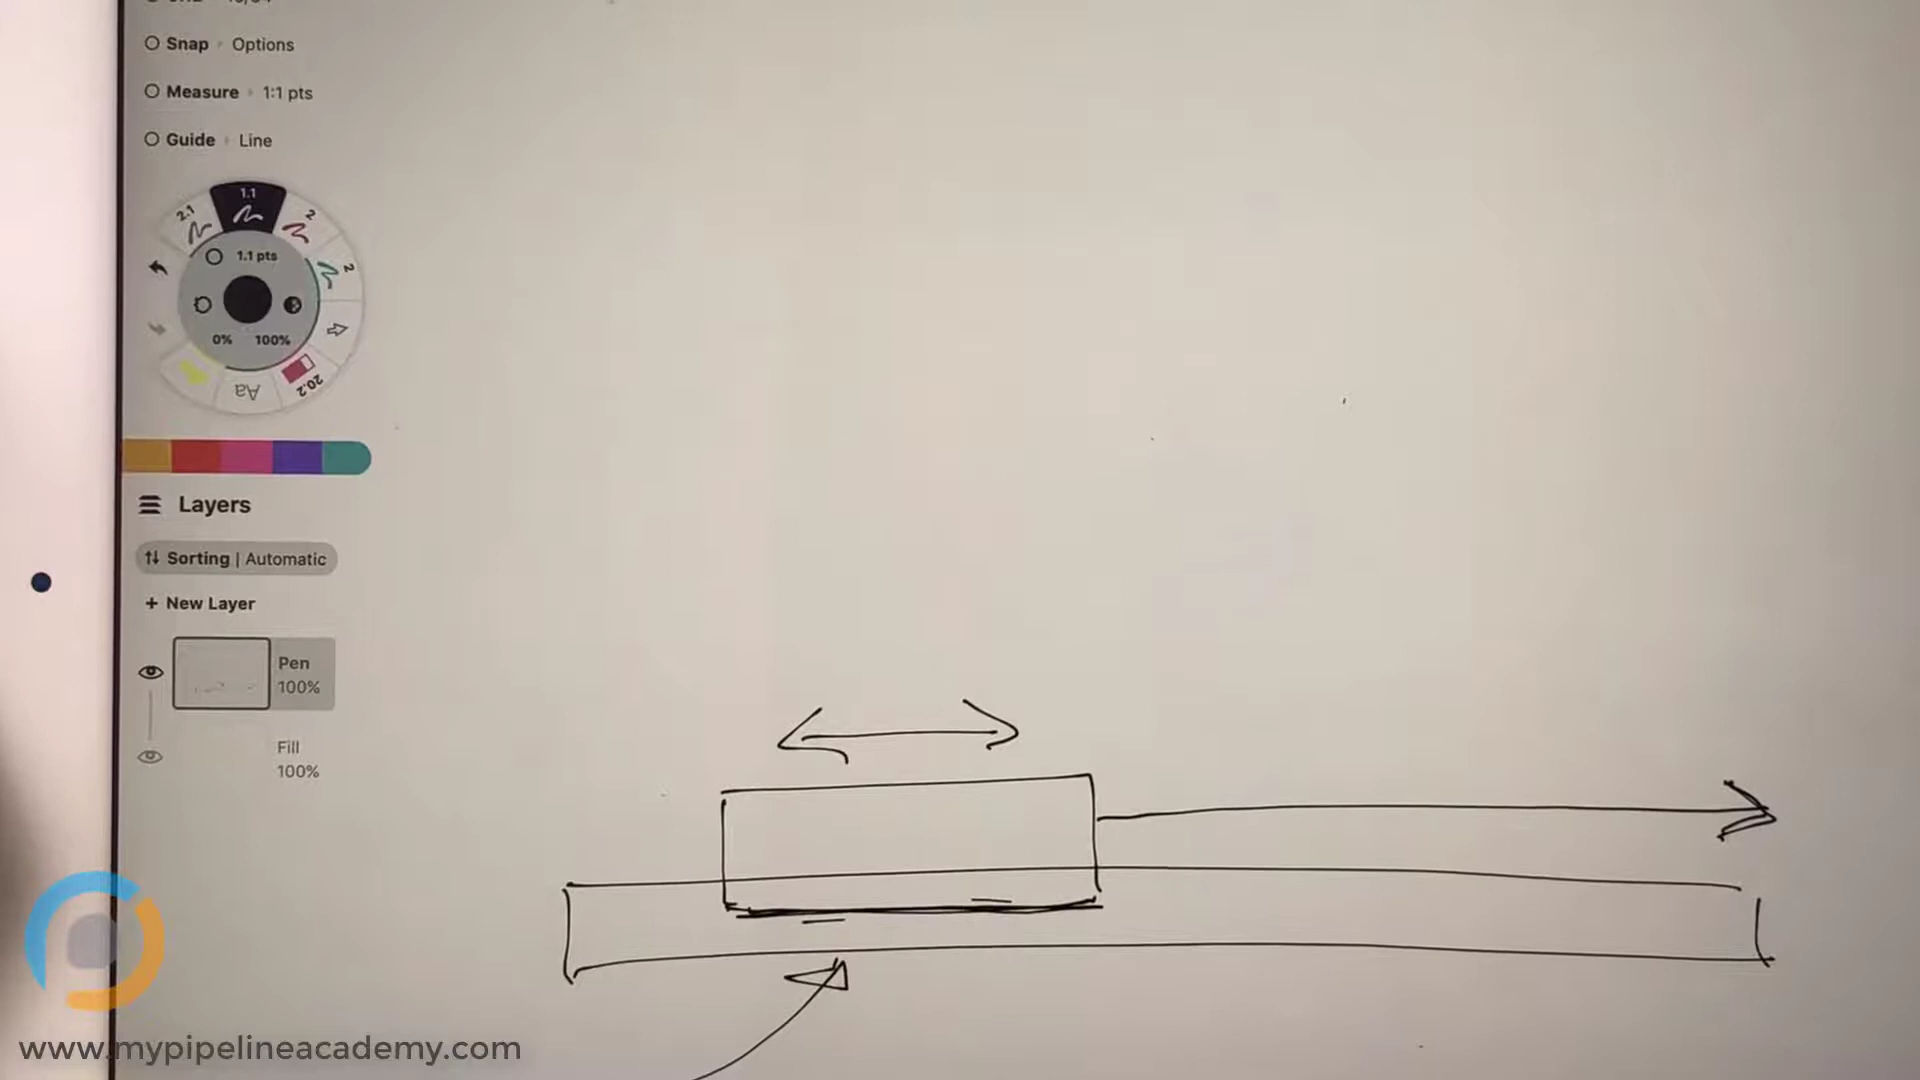 Snap Options
Measure 1:1 pts
Guide Line
1.1
2.1
2
2
1.1 pts
0% 100%
Aa
20.2
Layers
Sorting | Automatic
+ New Layer
Pen
100%
Fill
100%
www.mypipelineacademy.com